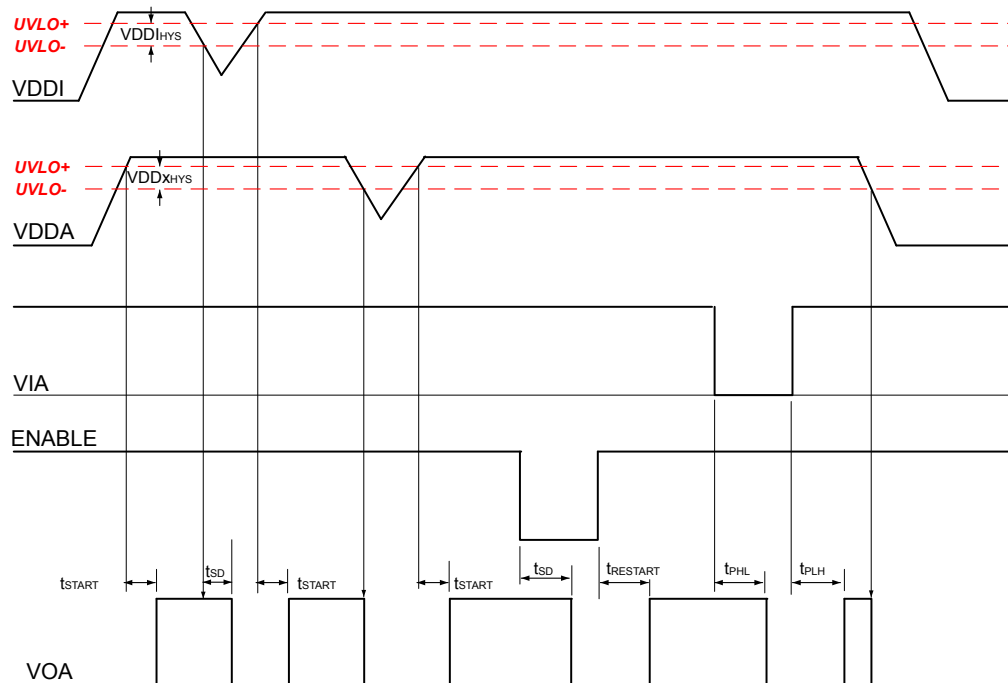 UVLO+
VDDIHYS
UVLO-
VDDI
UVLO+
VDDxHYS
UVLO-
VDDA
VIA
ENABLE
tSTART
tSD
tSTART
tSTART
tSD
tRESTART
tPHL
tPLH
VOA